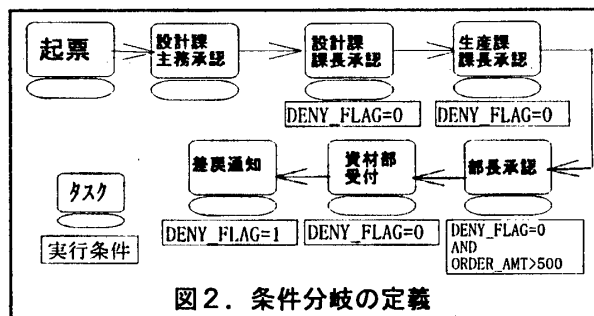 起票
設計課
主務承認
設計課
課長承認
生産課
課長承認
DENY_FLAG=0
DENY_FLAG=0
差戻通知
資材部
受付
部長承認
タスク
実行条件
DENY_FLAG=1
DENY_FLAG=0
DENY_FLAG=0
AND
ORDER_AMT>500
図2. 条件分岐の定義